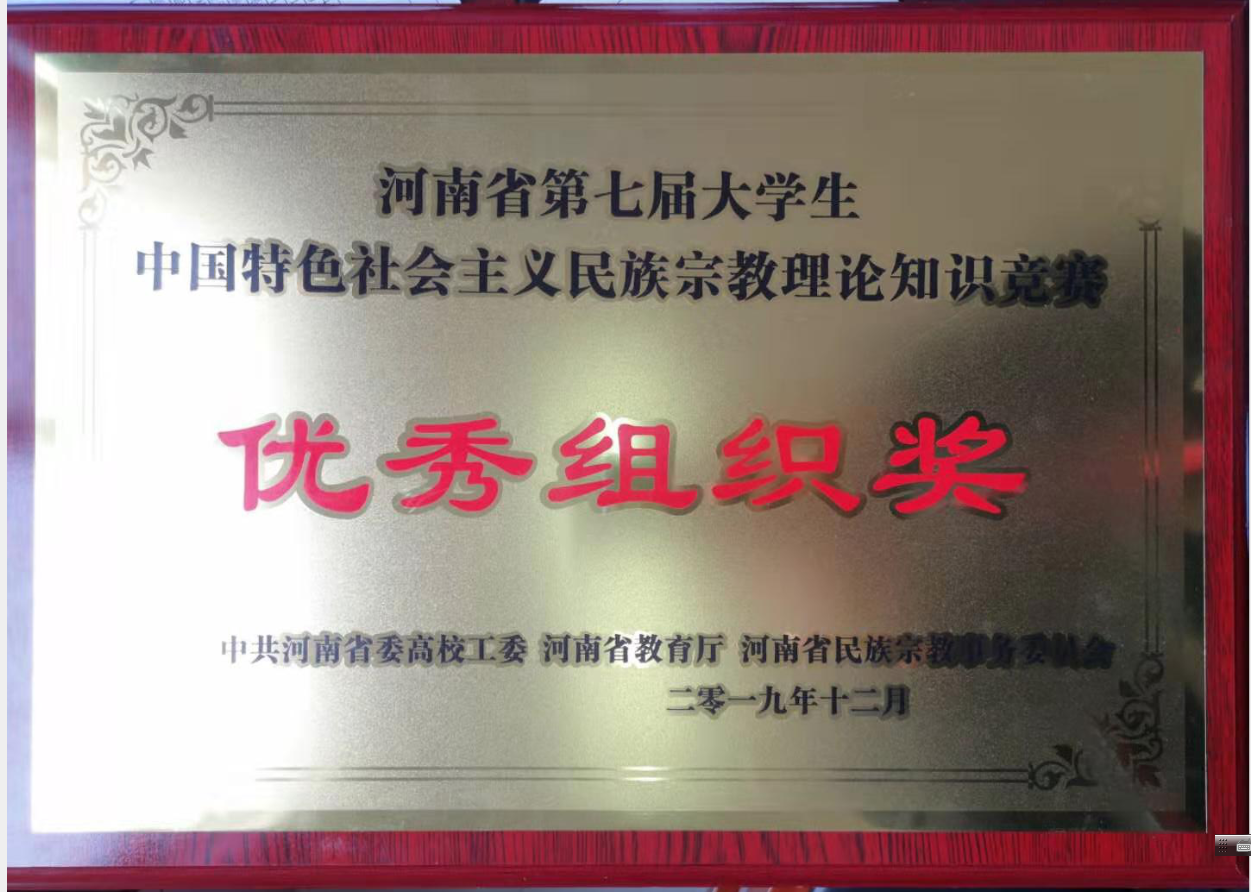 河南省第七届大学生
中国特色社会主义民族宗教理论知识竞赛
优秀组织奖
中共河南省委高校工委 河南省教育厅 河南省民族宗教事务委员会
二零一九年十二月